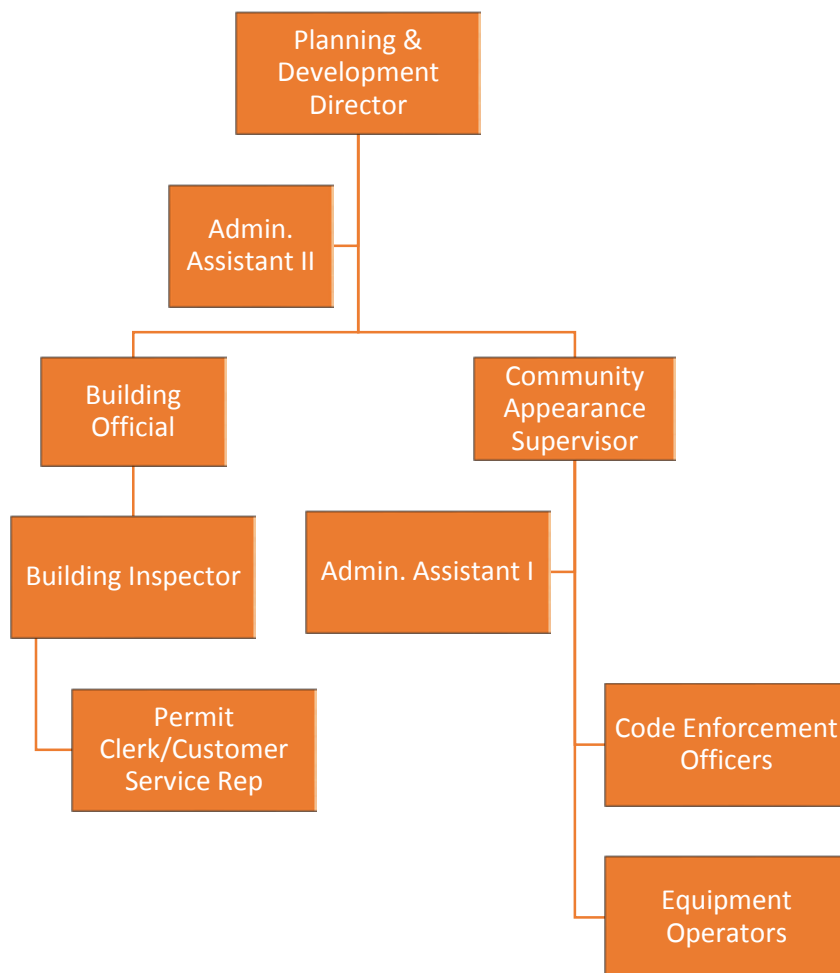 Planning &
Development
Director
Admin.
Assistant II
Building
Official
Community
Appearance
Supervisor
Building Inspector
Admin. Assistant I
Permit
Clerk/Customer
Service Rep
Code Enforcement
Officers
Equipment
Operators